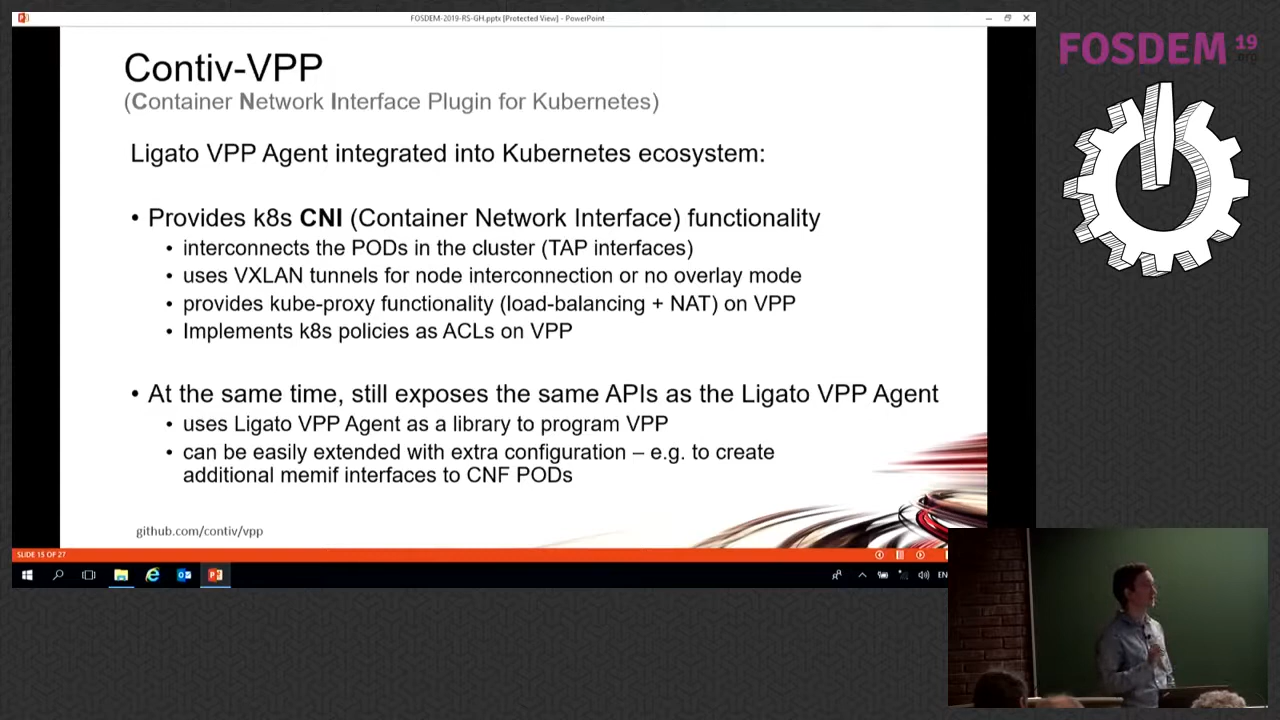 FOSDEM-2019-RS-GH.pptx [Protected View] - PowerPoint
FOSDEM 19
.org
Contiv-VPP
(Container Network Interface Plugin for Kubernetes)
Ligato VPP Agent integrated into Kubernetes ecosystem:
• Provides k8s CNI (Container Network Interface) functionality
• interconnects the PODs in the cluster (TAP interfaces)
• uses VXLAN tunnels for node interconnection or no overlay mode
• provides kube-proxy functionality (load-balancing + NAT) on VPP
• Implements k8s policies as ACLs on VPP
• At the same time, still exposes the same APIs as the Ligato VPP Agent
• uses Ligato VPP Agent as a library to program VPP
• can be easily extended with extra configuration – e.g. to create
additional memif interfaces to CNF PODs
github.com/contiv/vpp
SLIDE 15 OF 27
EN